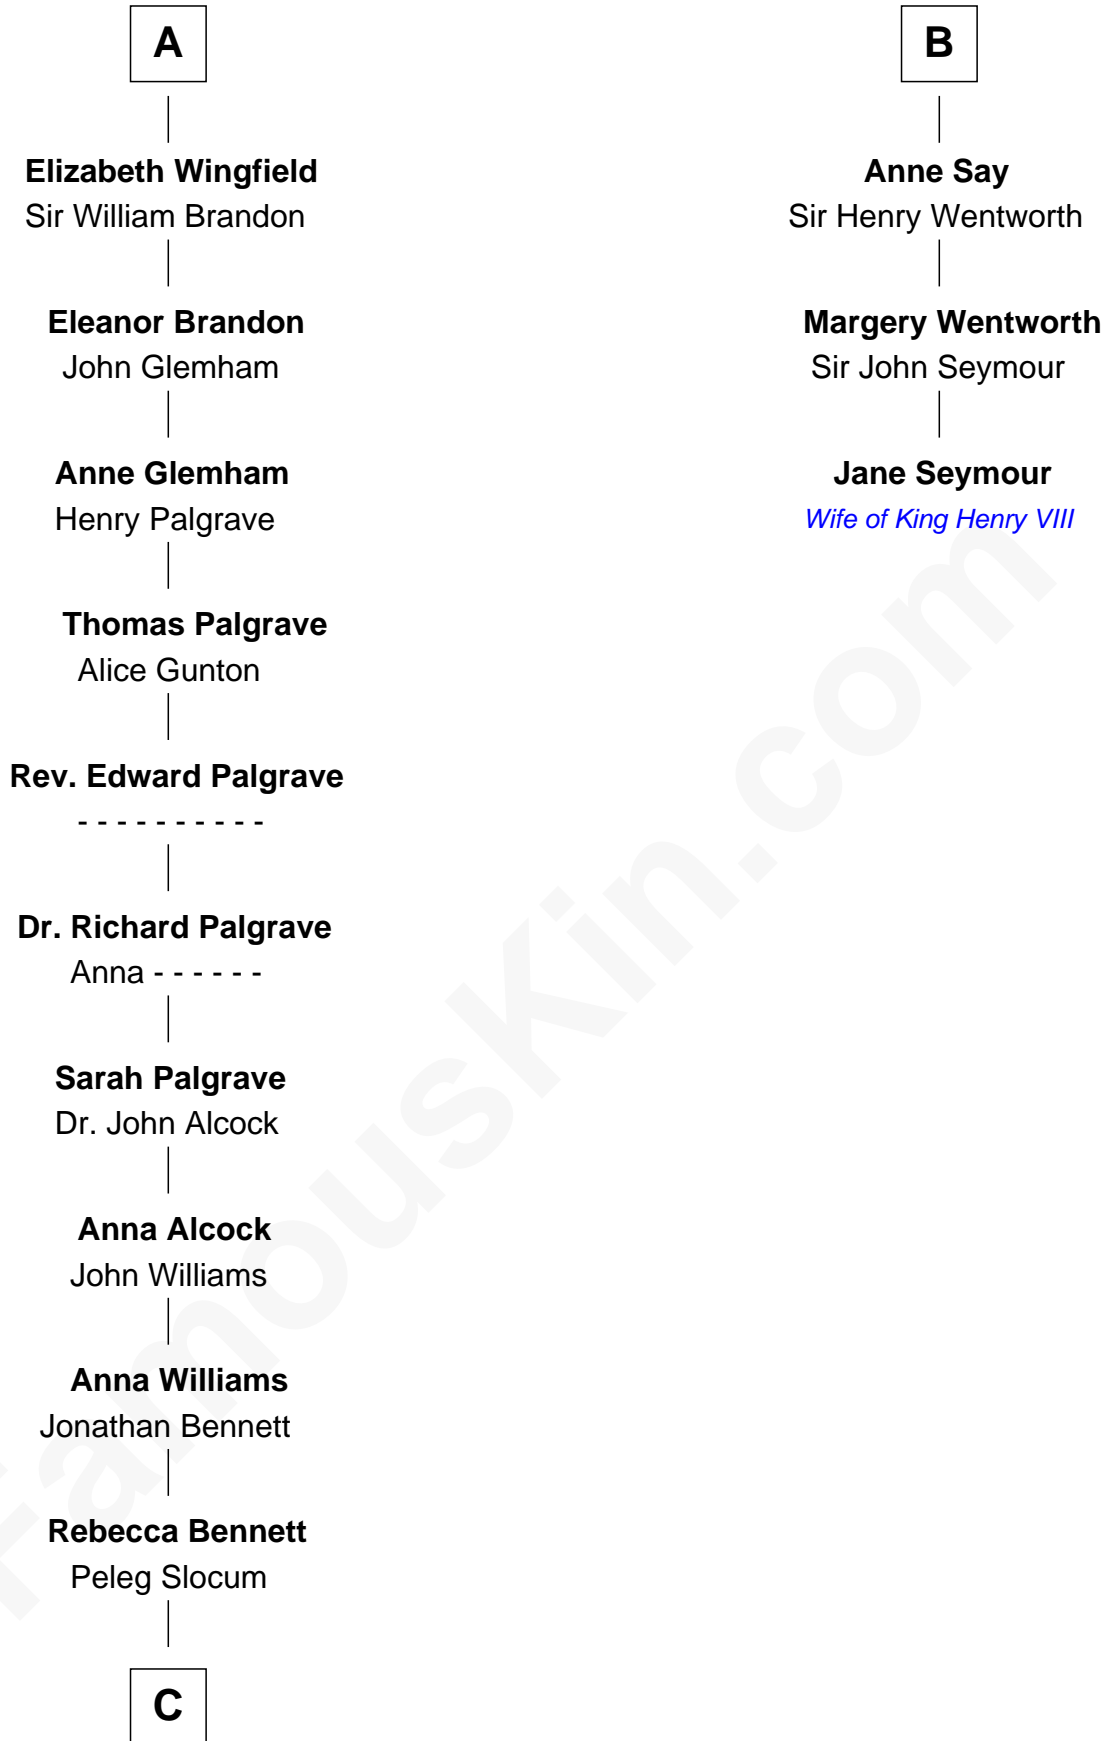 A
Elizabeth Wingfield
Sir William Brandon
Eleanor Brandon
John Glemham
Anne Glemham
Henry Palgrave
Thomas Palgrave
Alice Gunton
Rev. Edward Palgrave
- - - - - - - - - -
Dr. Richard Palgrave
Anna - - - - - -
Sarah Palgrave
Dr. John Alcock
Anna Alcock
John Williams
Anna Williams
Jonathan Bennett
Rebecca Bennett
Peleg Slocum
C
B
Anne Say
Sir Henry Wentworth
Margery Wentworth
Sir John Seymour
Jane Seymour
Wife of King Henry VIII
FamousKin.com